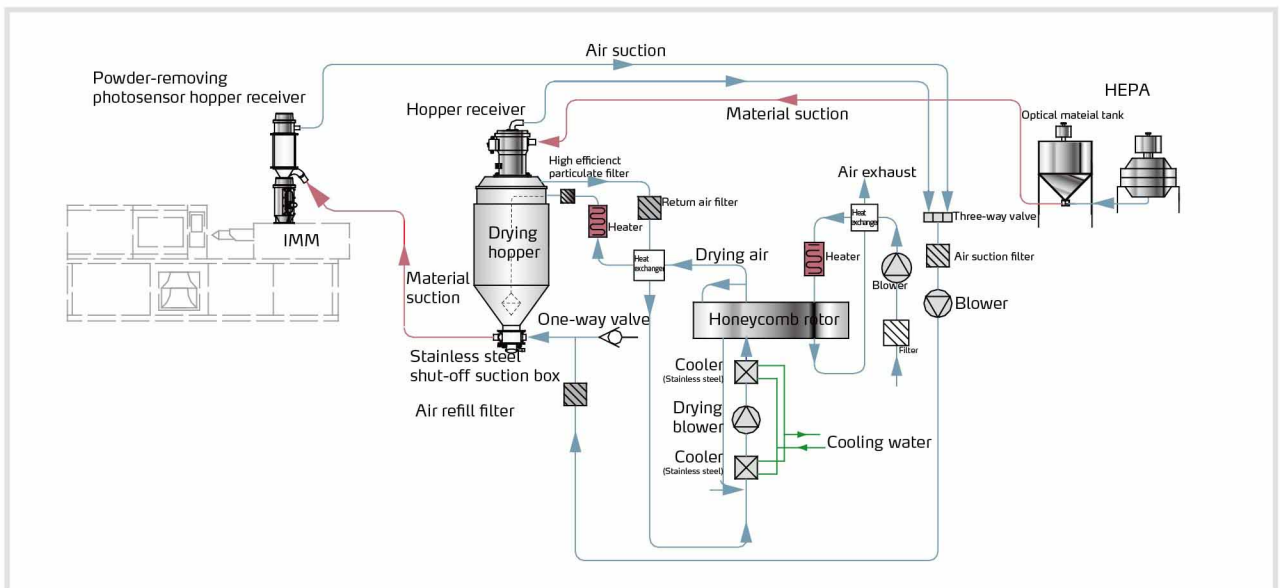 Air suction
Powder-removing
photosensor hopper receiver
HEPA
Hopper receiver
Material suction
Optical mateial tank
High efficienct
particulate filter
Air exhaust
Return air filter
Heat
exchanger
Three-way valve
Drying
hopper
Heater
IMM
Heat
exchanger
Drying air
Heater
Air suction filter
Blower
Material
suction
Blower
One-way valve
Honeycomb rotor
Filter
Stainless steel
shut-off suction box
Cooler
(Stainless steel)
Air refill filter
Drying
blower
Cooling water
Cooler
(Stainless steel)